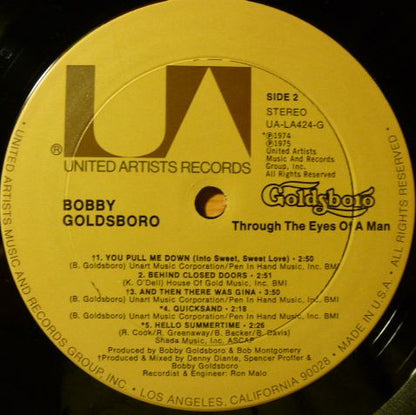 UA
®
UNITED ARTISTS RECORDS
SIDE 2
STEREO
UA-LA424-G
*℗1974
†℗1975
United Artists
Music And Records
Group, Inc.
All Rights Reserved
BOBBY
GOLDSBORO
Goldsboro
Through The Eyes Of A Man
†1. YOU PULL ME DOWN (Into Sweet, Sweet Love) - 2:50
(B. Goldsboro) Unart Music Corporation/Pen In Hand Music, Inc. BMI
2. BEHIND CLOSED DOORS - 2:51
(K. O'Dell) House Of Gold Music, Inc. BMI
†3. AND THEN THERE WAS GINA - 3:50
(B. Goldsboro) Unart Music Corporation/Pen In Hand Music, Inc. BMI
*4. QUICKSAND - 2:18
(B. Goldsboro) Unart Music Corporation/Pen In Hand Music, Inc. BMI
*5. HELLO SUMMERTIME - 2:26
(R. Cook/R. Greenaway/B. Backer/B. Davis)
Shada Music, Inc. ASCAP
Produced by Bobby Goldsboro & Bob Montgomery
†Produced & Mixed by Denny Diante, Spencer Proffer &
Bobby Goldsboro
Recordist & Engineer: Ron Malo
• UNITED ARTISTS MUSIC AND RECORDS GROUP, INC. • LOS ANGELES, CALIFORNIA 90028 • MADE IN U.S.A. • ALL RIGHTS RESERVED •